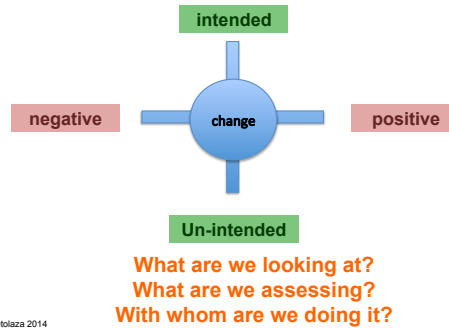 intended
negative
change
positive
Un-intended
What are we looking at?
What are we assessing?
With whom are we doing it?
tolaza 2014